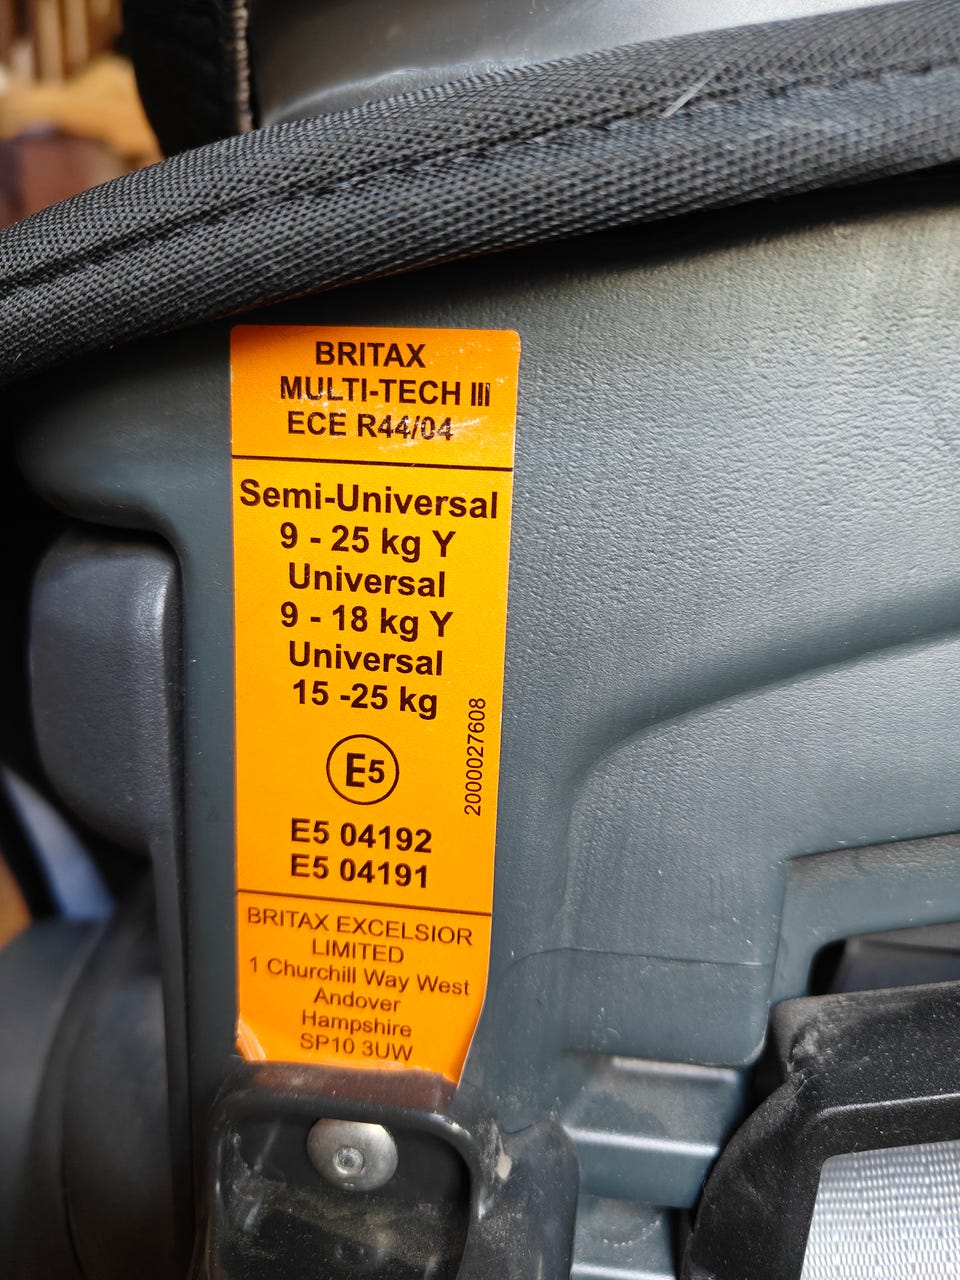 BRITAX
MULTI-TECH III
ECE R44/04
Semi-Universal
9 - 25 kg Y
Universal
9 - 18 kg Y
Universal
15 -25 kg
E5
2000027608
E5 04192
E5 04191
BRITAX EXCELSIOR
LIMITED
1 Churchill Way West
Andover
Hampshire
SP10 3UW